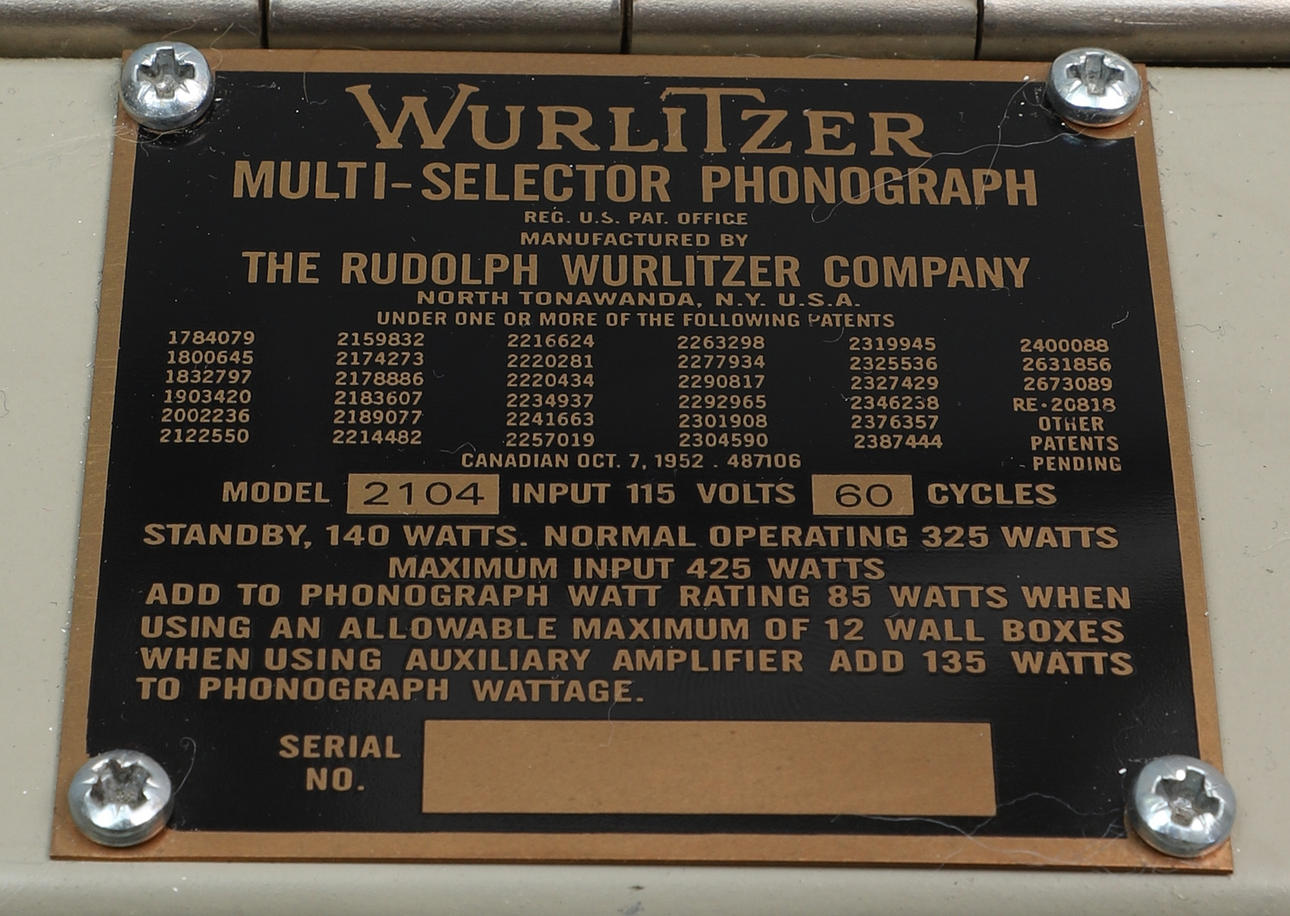 WURLITZER
MULTI-SELECTOR PHONOGRAPH
REG. U.S. PAT. OFFICE
MANUFACTURED BY
THE RUDOLPH WURLITZER COMPANY
NORTH TONAWANDA, N.Y. U.S.A.
UNDER ONE OR MORE OF THE FOLLOWING PATENTS
1784079 2159832 2216624 2263298 2319945 2400088
1800645 2174273 2220281 2277934 2325536 2631856
1832797 2178886 2220434 2290817 2327429 2673089
1903420 2183607 2234937 2292965 2346238 RE-20818
2002236 2189077 2241663 2301908 2376357 OTHER
2122550 2214482 2257019 2304590 2387444 PATENTS
CANADIAN OCT. 7, 1952 . 487106 - PENDING
MODEL 2104 INPUT 115 VOLTS 60 CYCLES
STANDBY, 140 WATTS. NORMAL OPERATING 325 WATTS
MAXIMUM INPUT 425 WATTS
ADD TO PHONOGRAPH WATT RATING 85 WATTS WHEN
USING AN ALLOWABLE MAXIMUM OF 12 WALL BOXES
WHEN USING AUXILIARY AMPLIFIER ADD 135 WATTS
TO PHONOGRAPH WATTAGE.
SERIAL
NO.